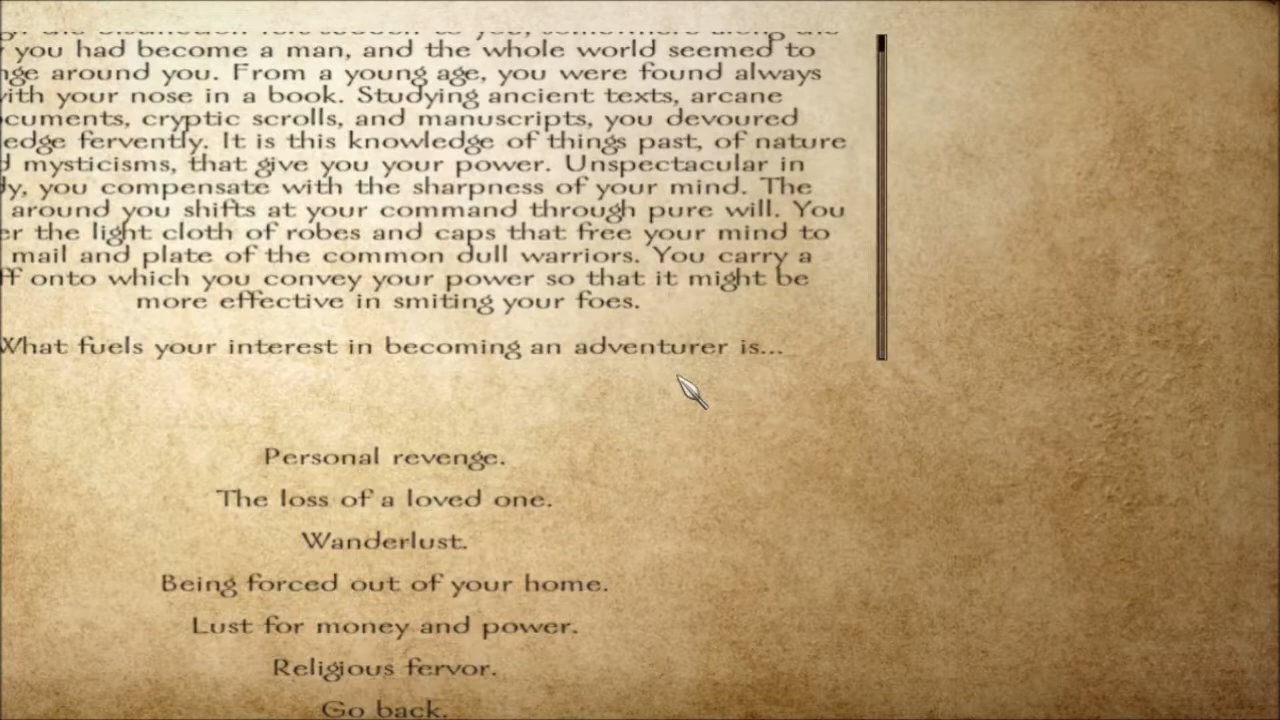 you had become a man, and the whole world seemed to
around you. From a young age, you were found always
with your nose in a book. Studying ancient texts, arcane
cryptic scrolls, and manuscripts, you devoured
fervently. It is this knowledge of things past, of nature
mysticisms, that give you your power. Unspectacular in
you compensate with the sharpness of your mind. The
around you shifts at your command through pure will. You
the light cloth of robes and caps that free your mind to
mail and plate of the common dull warriors. You carry a
onto which you convey your power so that it might be
more effective in smiting your foes.
What fuels your interest in becoming an adventurer is...
Personal revenge.
The loss of a loved one.
Wanderlust.
Being forced out of your home.
Lust for money and power.
Religious fervor.
Go back.